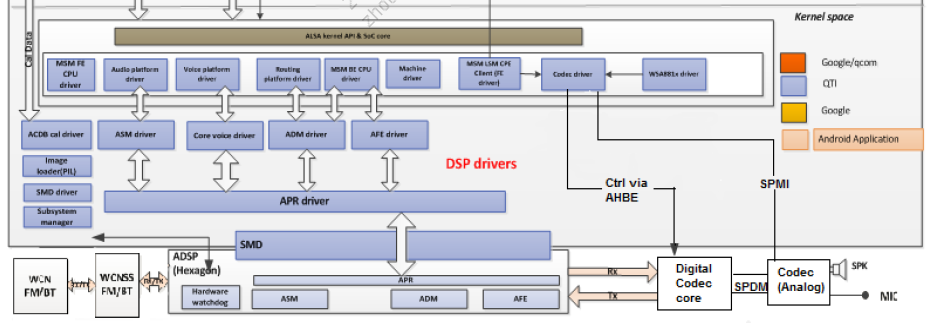 Kernel space
Cal Data
ALSA kernel API & SoC core
MSM FE
CPU
driver
Audio platform
driver
Voice platform
driver
Routing
platform driver
MSM BE CPU
driver
Machine
driver
MSM LSM CPE
Client (FE
driver)
Codec driver
WSA881x driver
Google/qcom
QTI
Google
Android Application
ACDB cal driver
ASM driver
Core voice driver
ADM driver
AFE driver
Image
loader(PIL)
SMD driver
Subsystem
manager
DSP drivers
APR driver
Ctrl via
AHBE
SPMI
SMD
ADSP
(Hexagon)
WCN
FM/BT
WCNSS
FM/BT
Hardware
watchdog
APR
ASM
ADM
AFE
Rx
Tx
Digital
Codec
core
SPDM
Codec
(Analog)
SPK
MIC